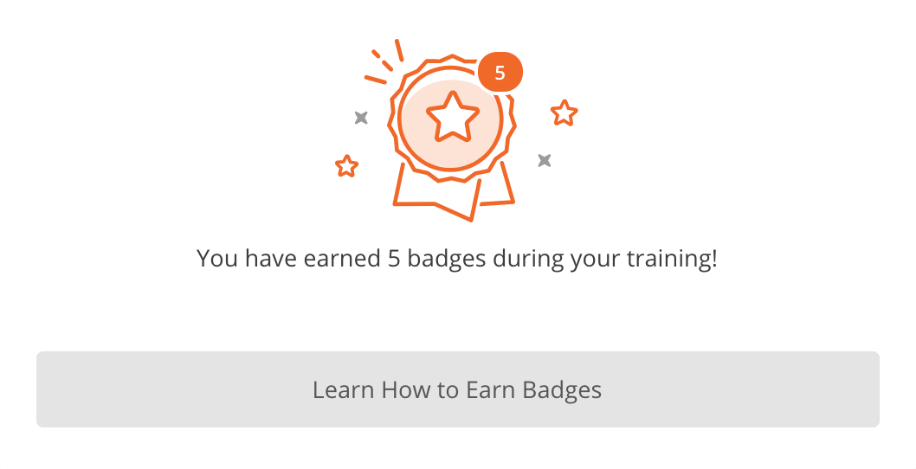 5
You have earned 5 badges during your training!
Learn How to Earn Badges